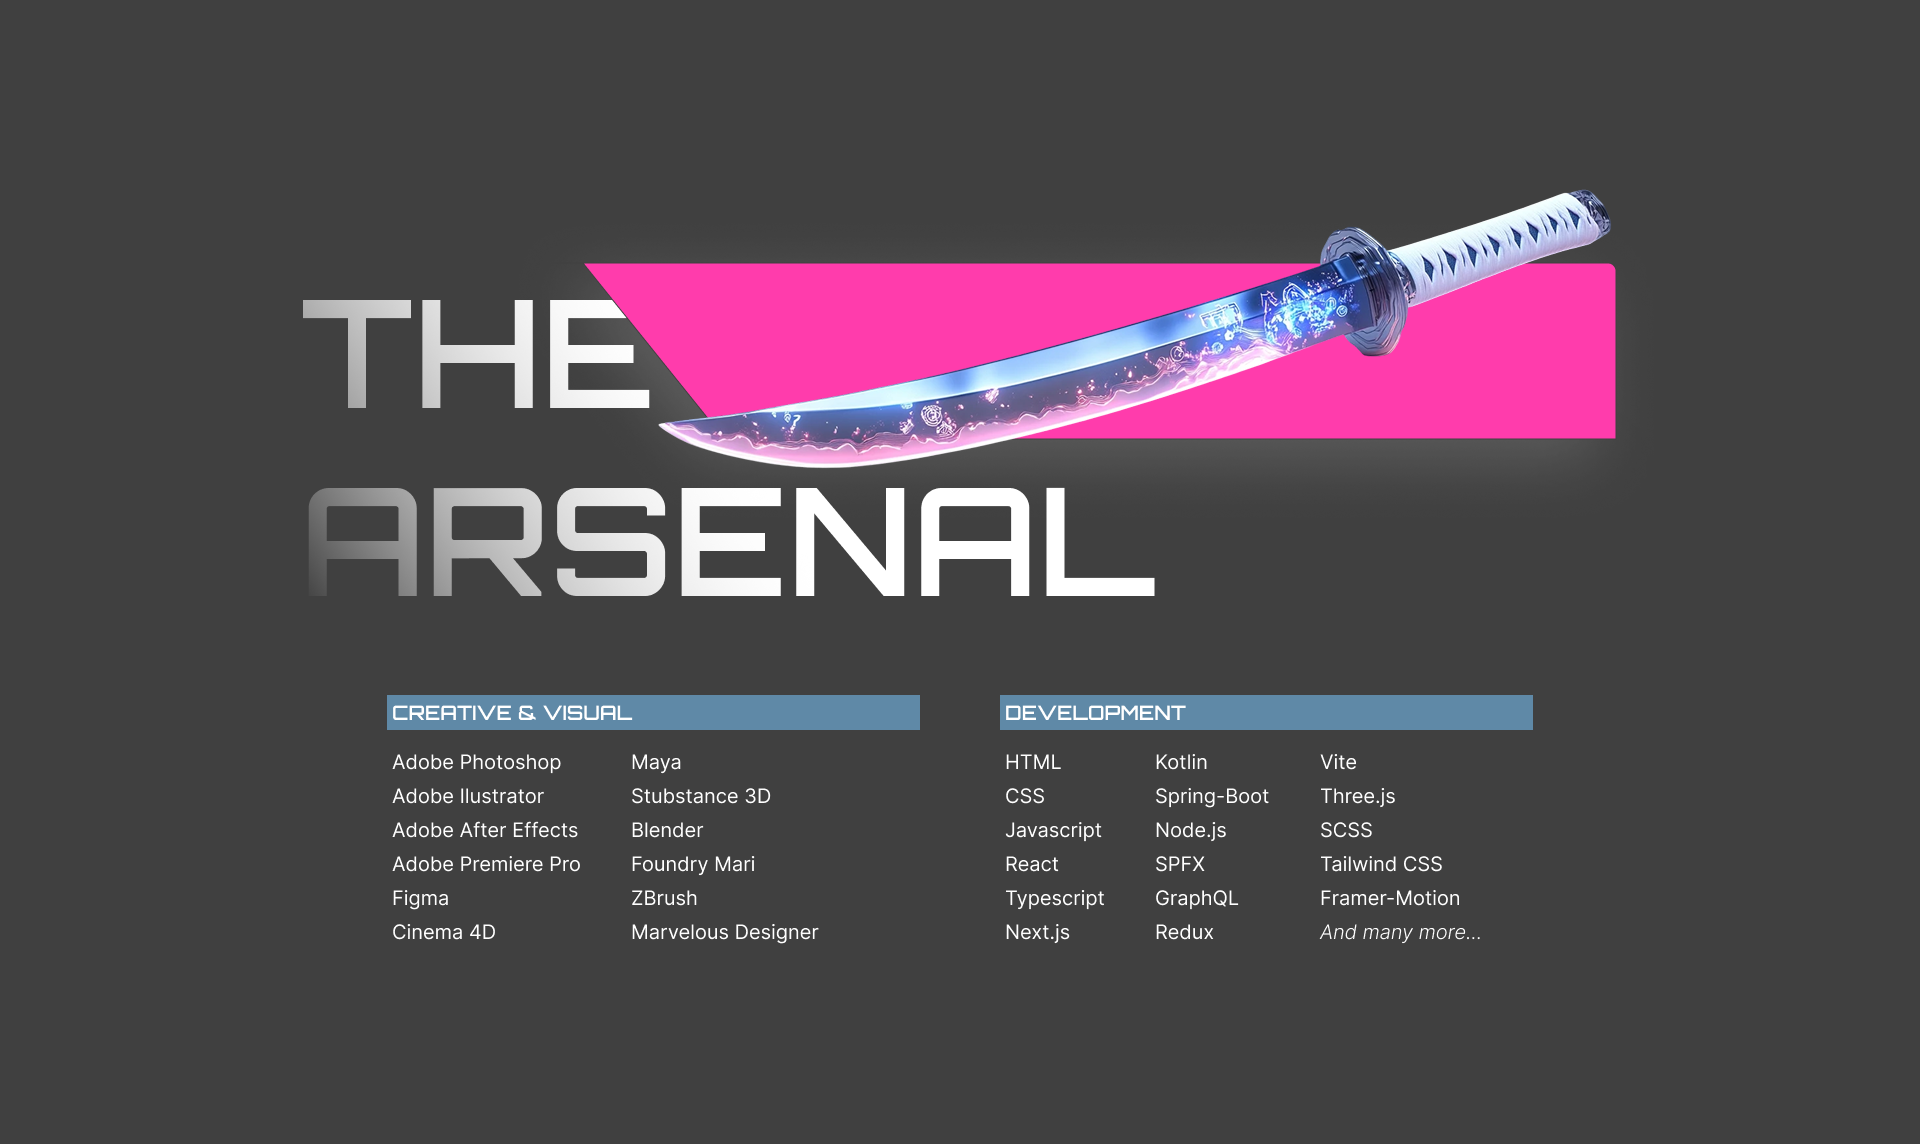 THE
ARSENAL
CREATIVE & VISUAL
Adobe Photoshop
Adobe Ilustrator
Adobe After Effects
Adobe Premiere Pro
Figma
Cinema 4D
Maya
Stubstance 3D
Blender
Foundry Mari
ZBrush
Marvelous Designer
DEVELOPMENT
HTML
CSS
Javascript
React
Typescript
Next.js
Kotlin
Spring-Boot
Node.js
SPFX
GraphQL
Redux
Vite
Three.js
SCSS
Tailwind CSS
Framer-Motion
And many more...